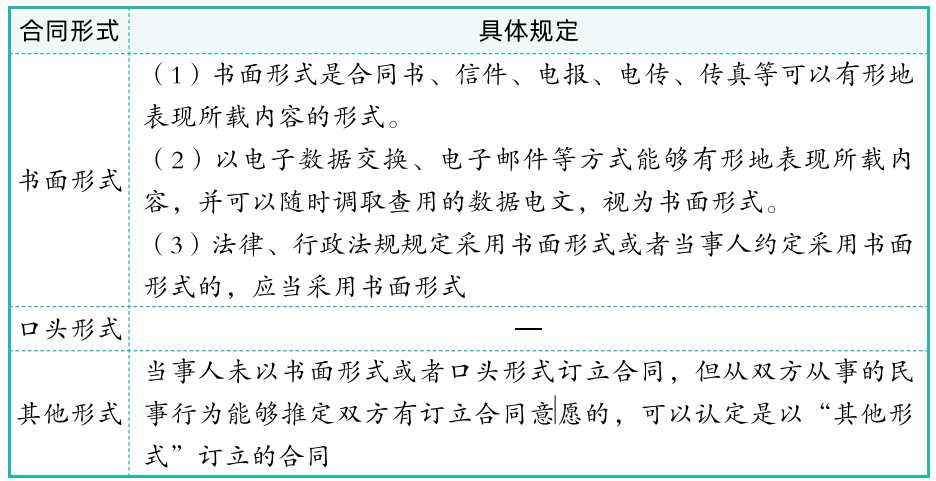 合同形式 具体规定
（1）书面形式是合同书、信件、电报、电传、传真等可以有形地
表现所载内容的形式。
（2）以电子数据交换、电子邮件等方式能够有形地表现所载内
书面形式
容，并可以随时调取查用的数据电文，视为书面形式。
（3）法律、行政法规规定采用书面形式或者当事人约定采用书面
形式的，应当采用书面形式
口头形式 —
当事人未以书面形式或者口头形式订立合同，但从双方从事的民
其他形式 事行为能够推定双方有订立合同意愿的，可以认定是以“其他形
式”订立的合同